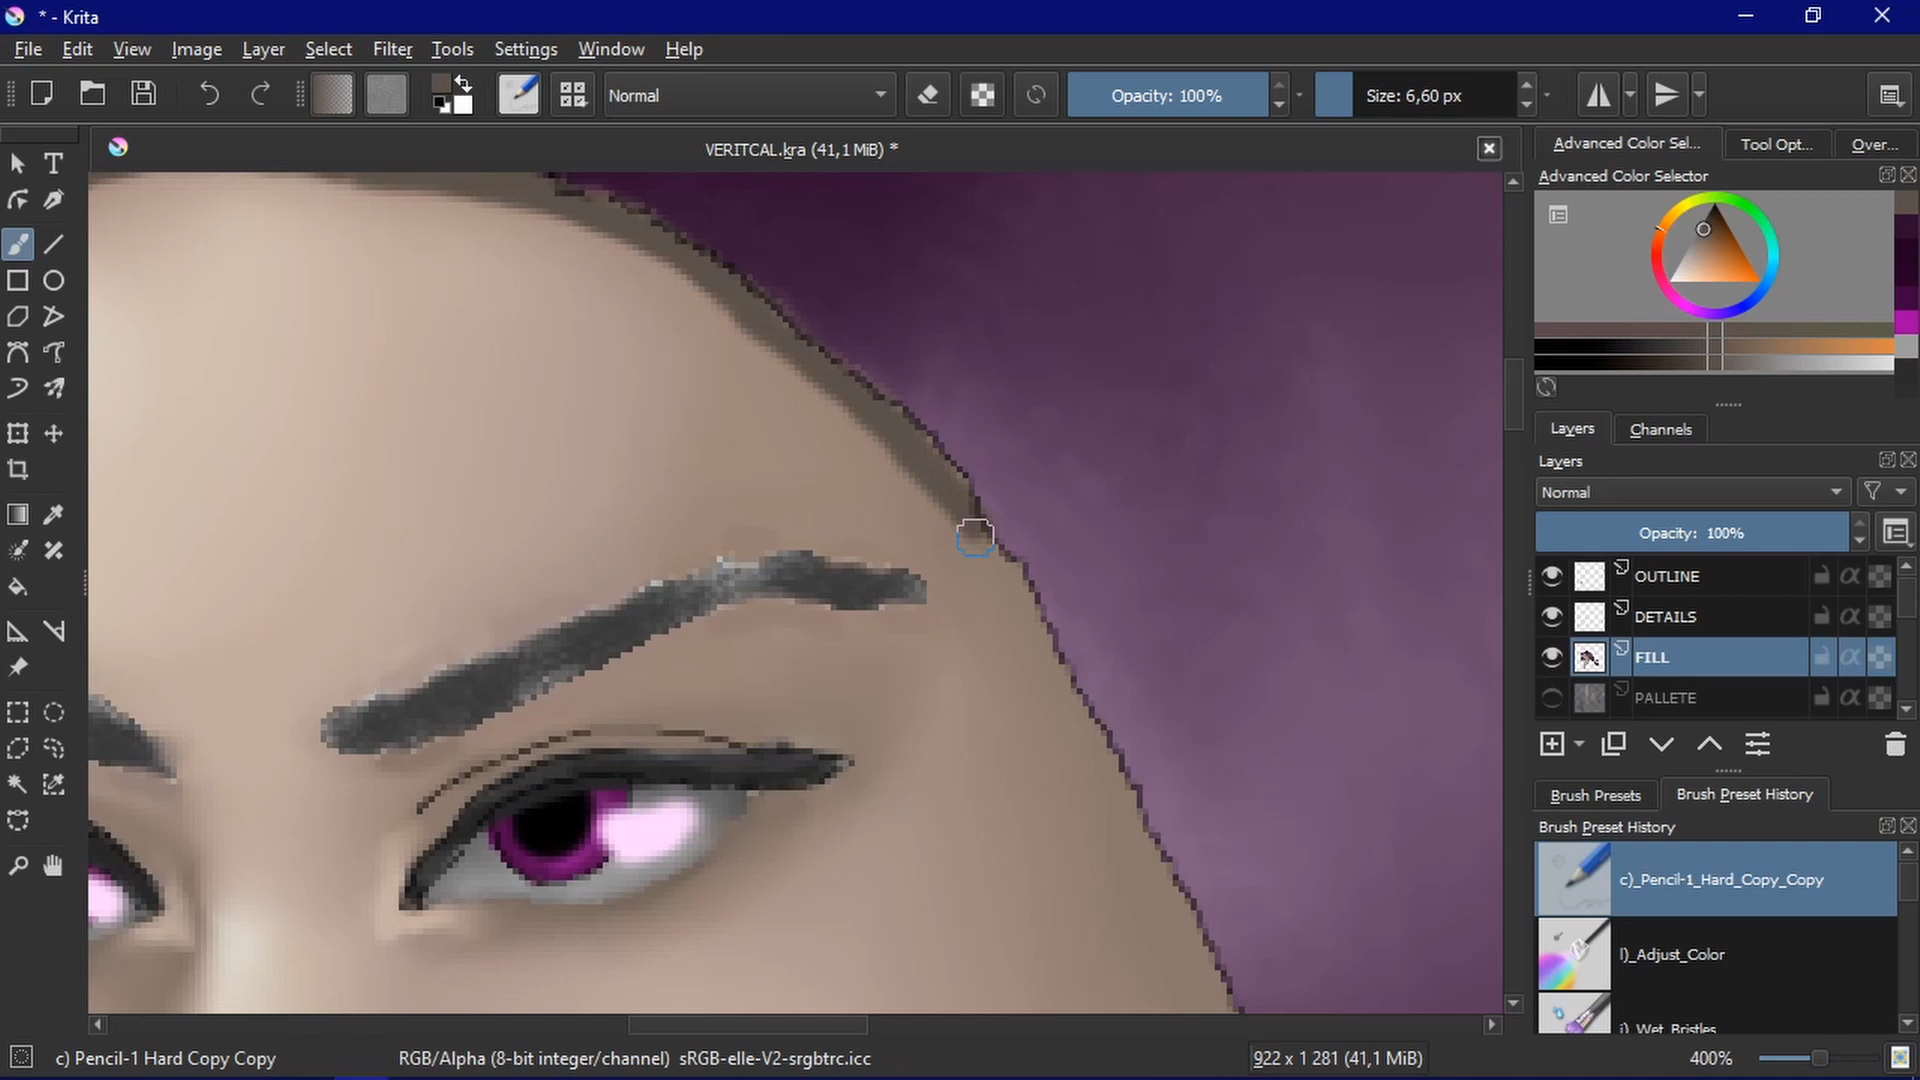 * - Krita
File Edit View Image Layer Select Filter Tools Settings Window Help
Normal
Opacity: 100%
Size: 6,60 px
VERITCAL.kra (41,1 MiB) *
Advanced Color Sel...
Tool Opt...
Over...
Advanced Color Selector
Layers
Channels
Layers
Normal
Opacity: 100%
OUTLINE
DETAILS
FILL
PALLETE
Brush Presets
Brush Preset History
Brush Preset History
c)_Pencil-1_Hard_Copy_Copy
l)_Adjust_Color
i)_Wet_Bristles
c) Pencil-1 Hard Copy Copy
RGB/Alpha (8-bit integer/channel) sRGB-elle-V2-srgbtrc.icc
922 x 1 281 (41,1 MiB)
400%